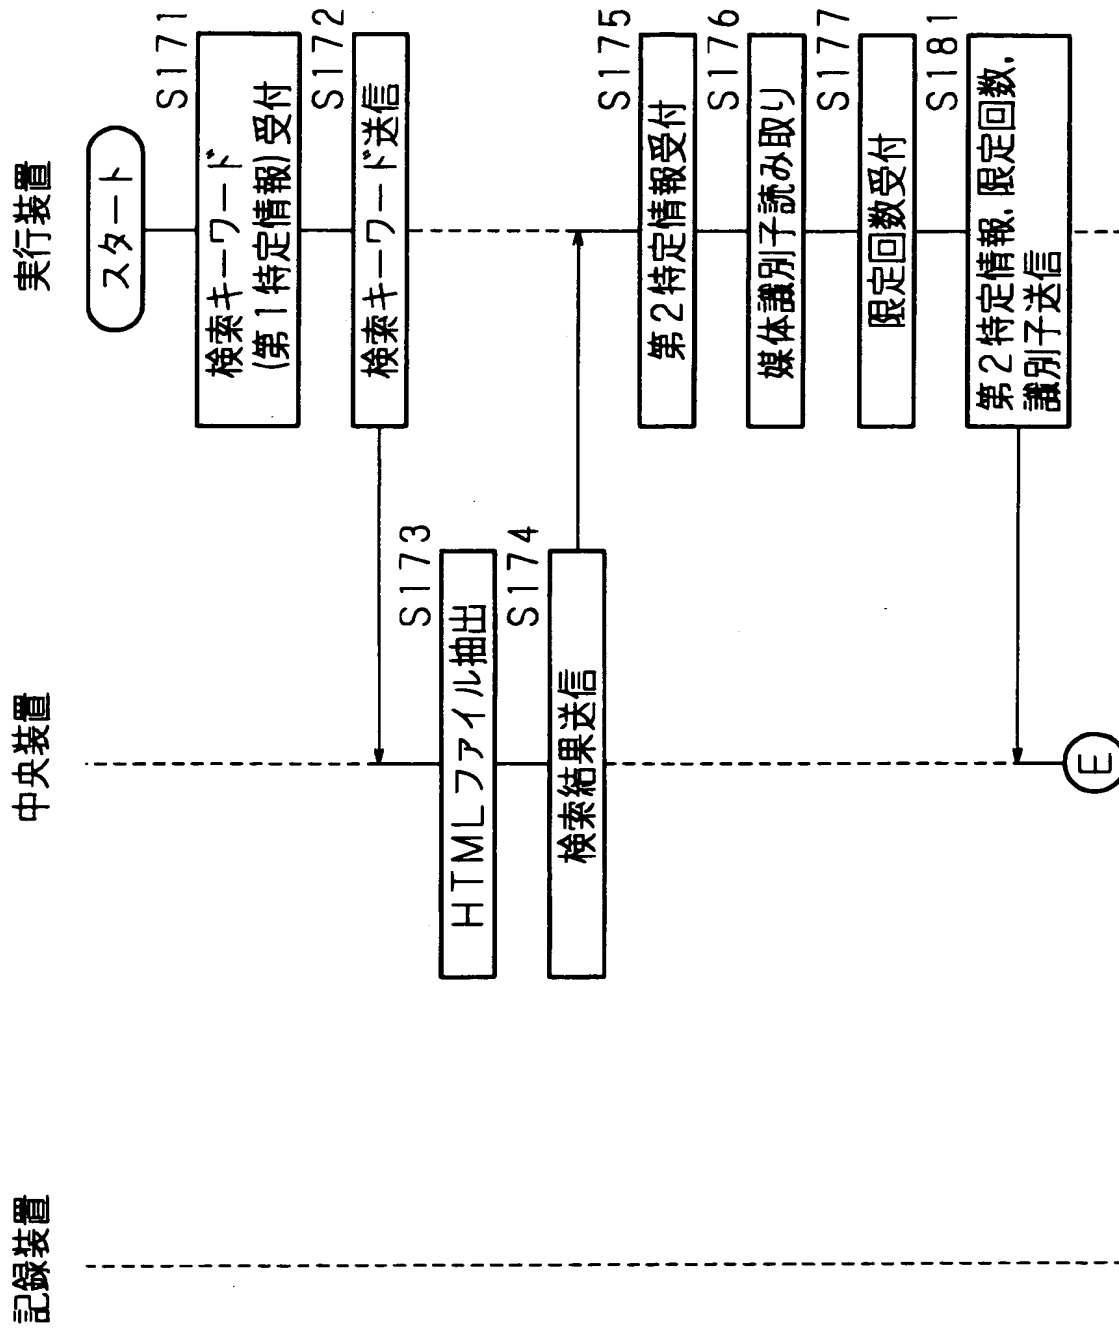 記録装置
中央装置
実行装置
スタート
S171
検索キーワード
(第1特定情報)受付
S172
検索キーワード送信
S173
HTMLファイル抽出
S174
検索結果送信
S175
第2特定情報受付
S176
媒体識別子読み取り
S177
限定回数受付
S181
第2特定情報,限定回数,
識別子送信
E